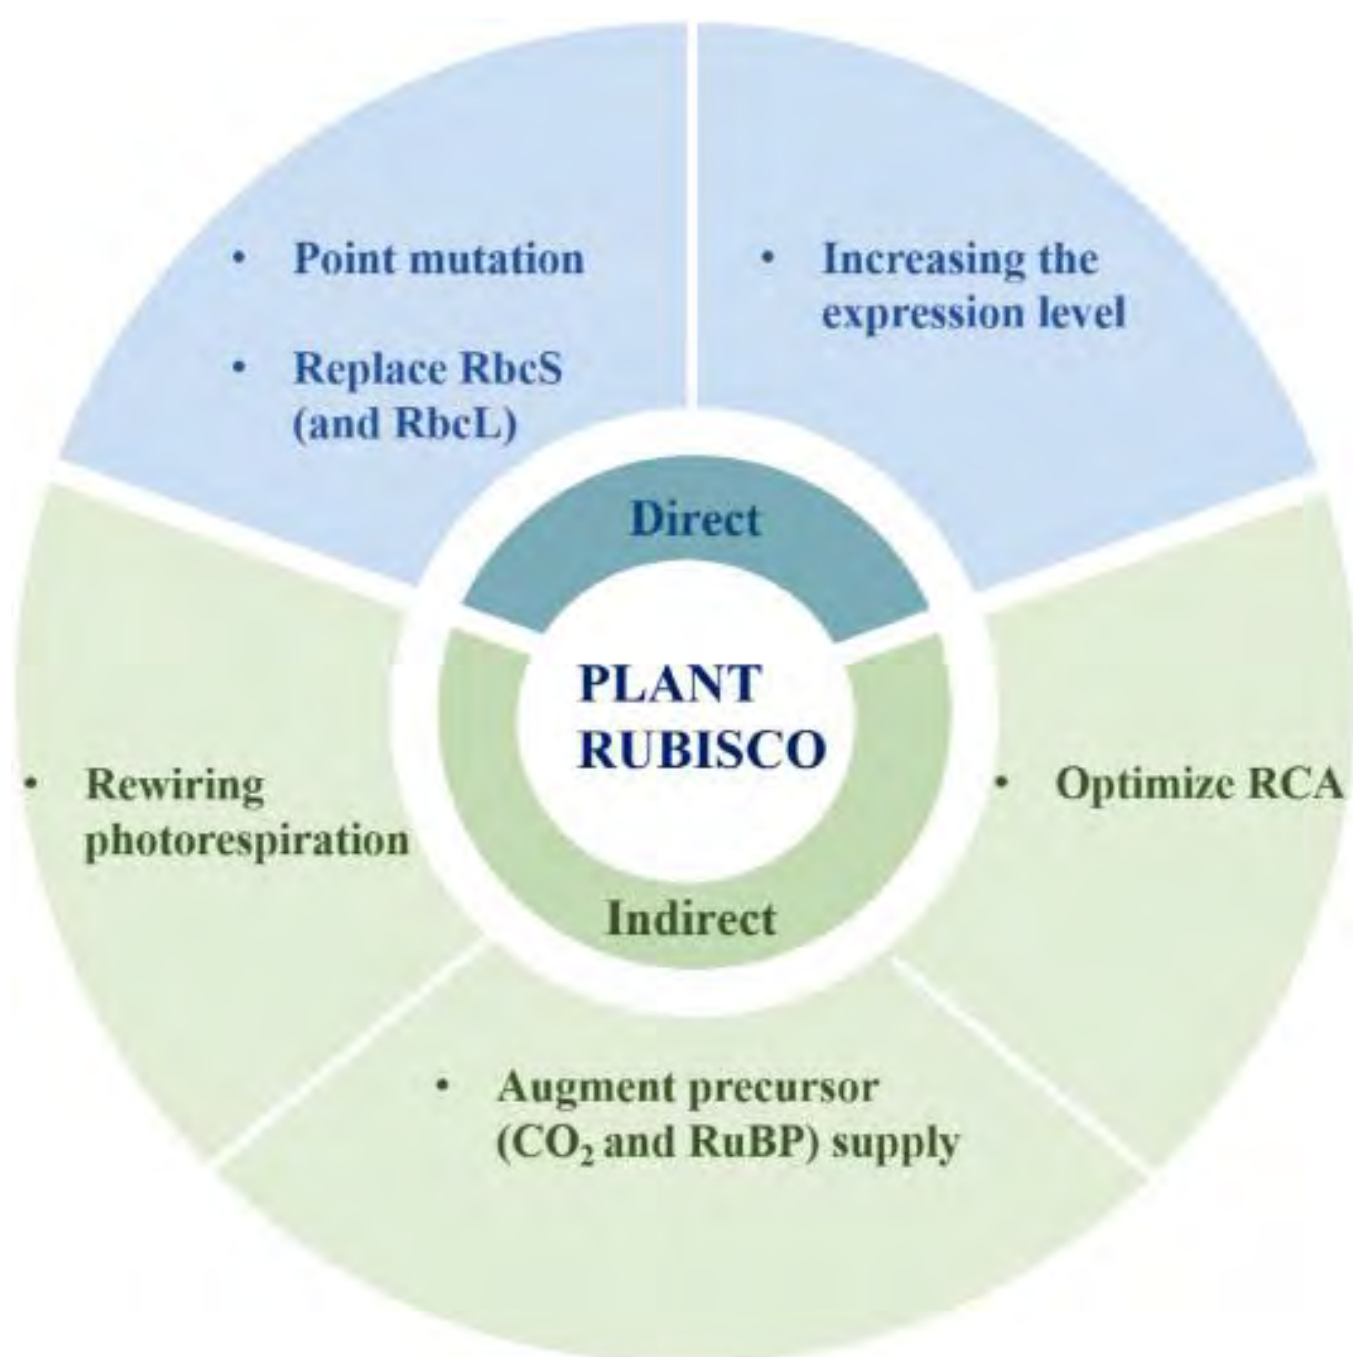 • Point mutation
• Replace RbcS
(and RbcL)
• Increasing the
expression level
Direct
PLANT
RUBISCO
Indirect
• Rewiring
photorespiration
• Optimize RCA
• Augment precursor
(CO₂ and RuBP) supply